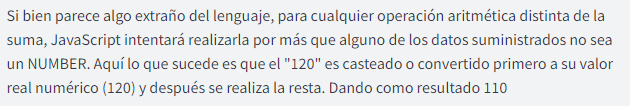 Si bien parece algo extraño del lenguaje, para cualquier operación aritmética distinta de la
suma, JavaScript intentará realizarla por más que alguno de los datos suministrados no sea
un NUMBER. Aquí lo que sucede es que el "120" es casteado o convertido primero a su valor
real numérico (120) y después se realiza la resta. Dando como resultado 110